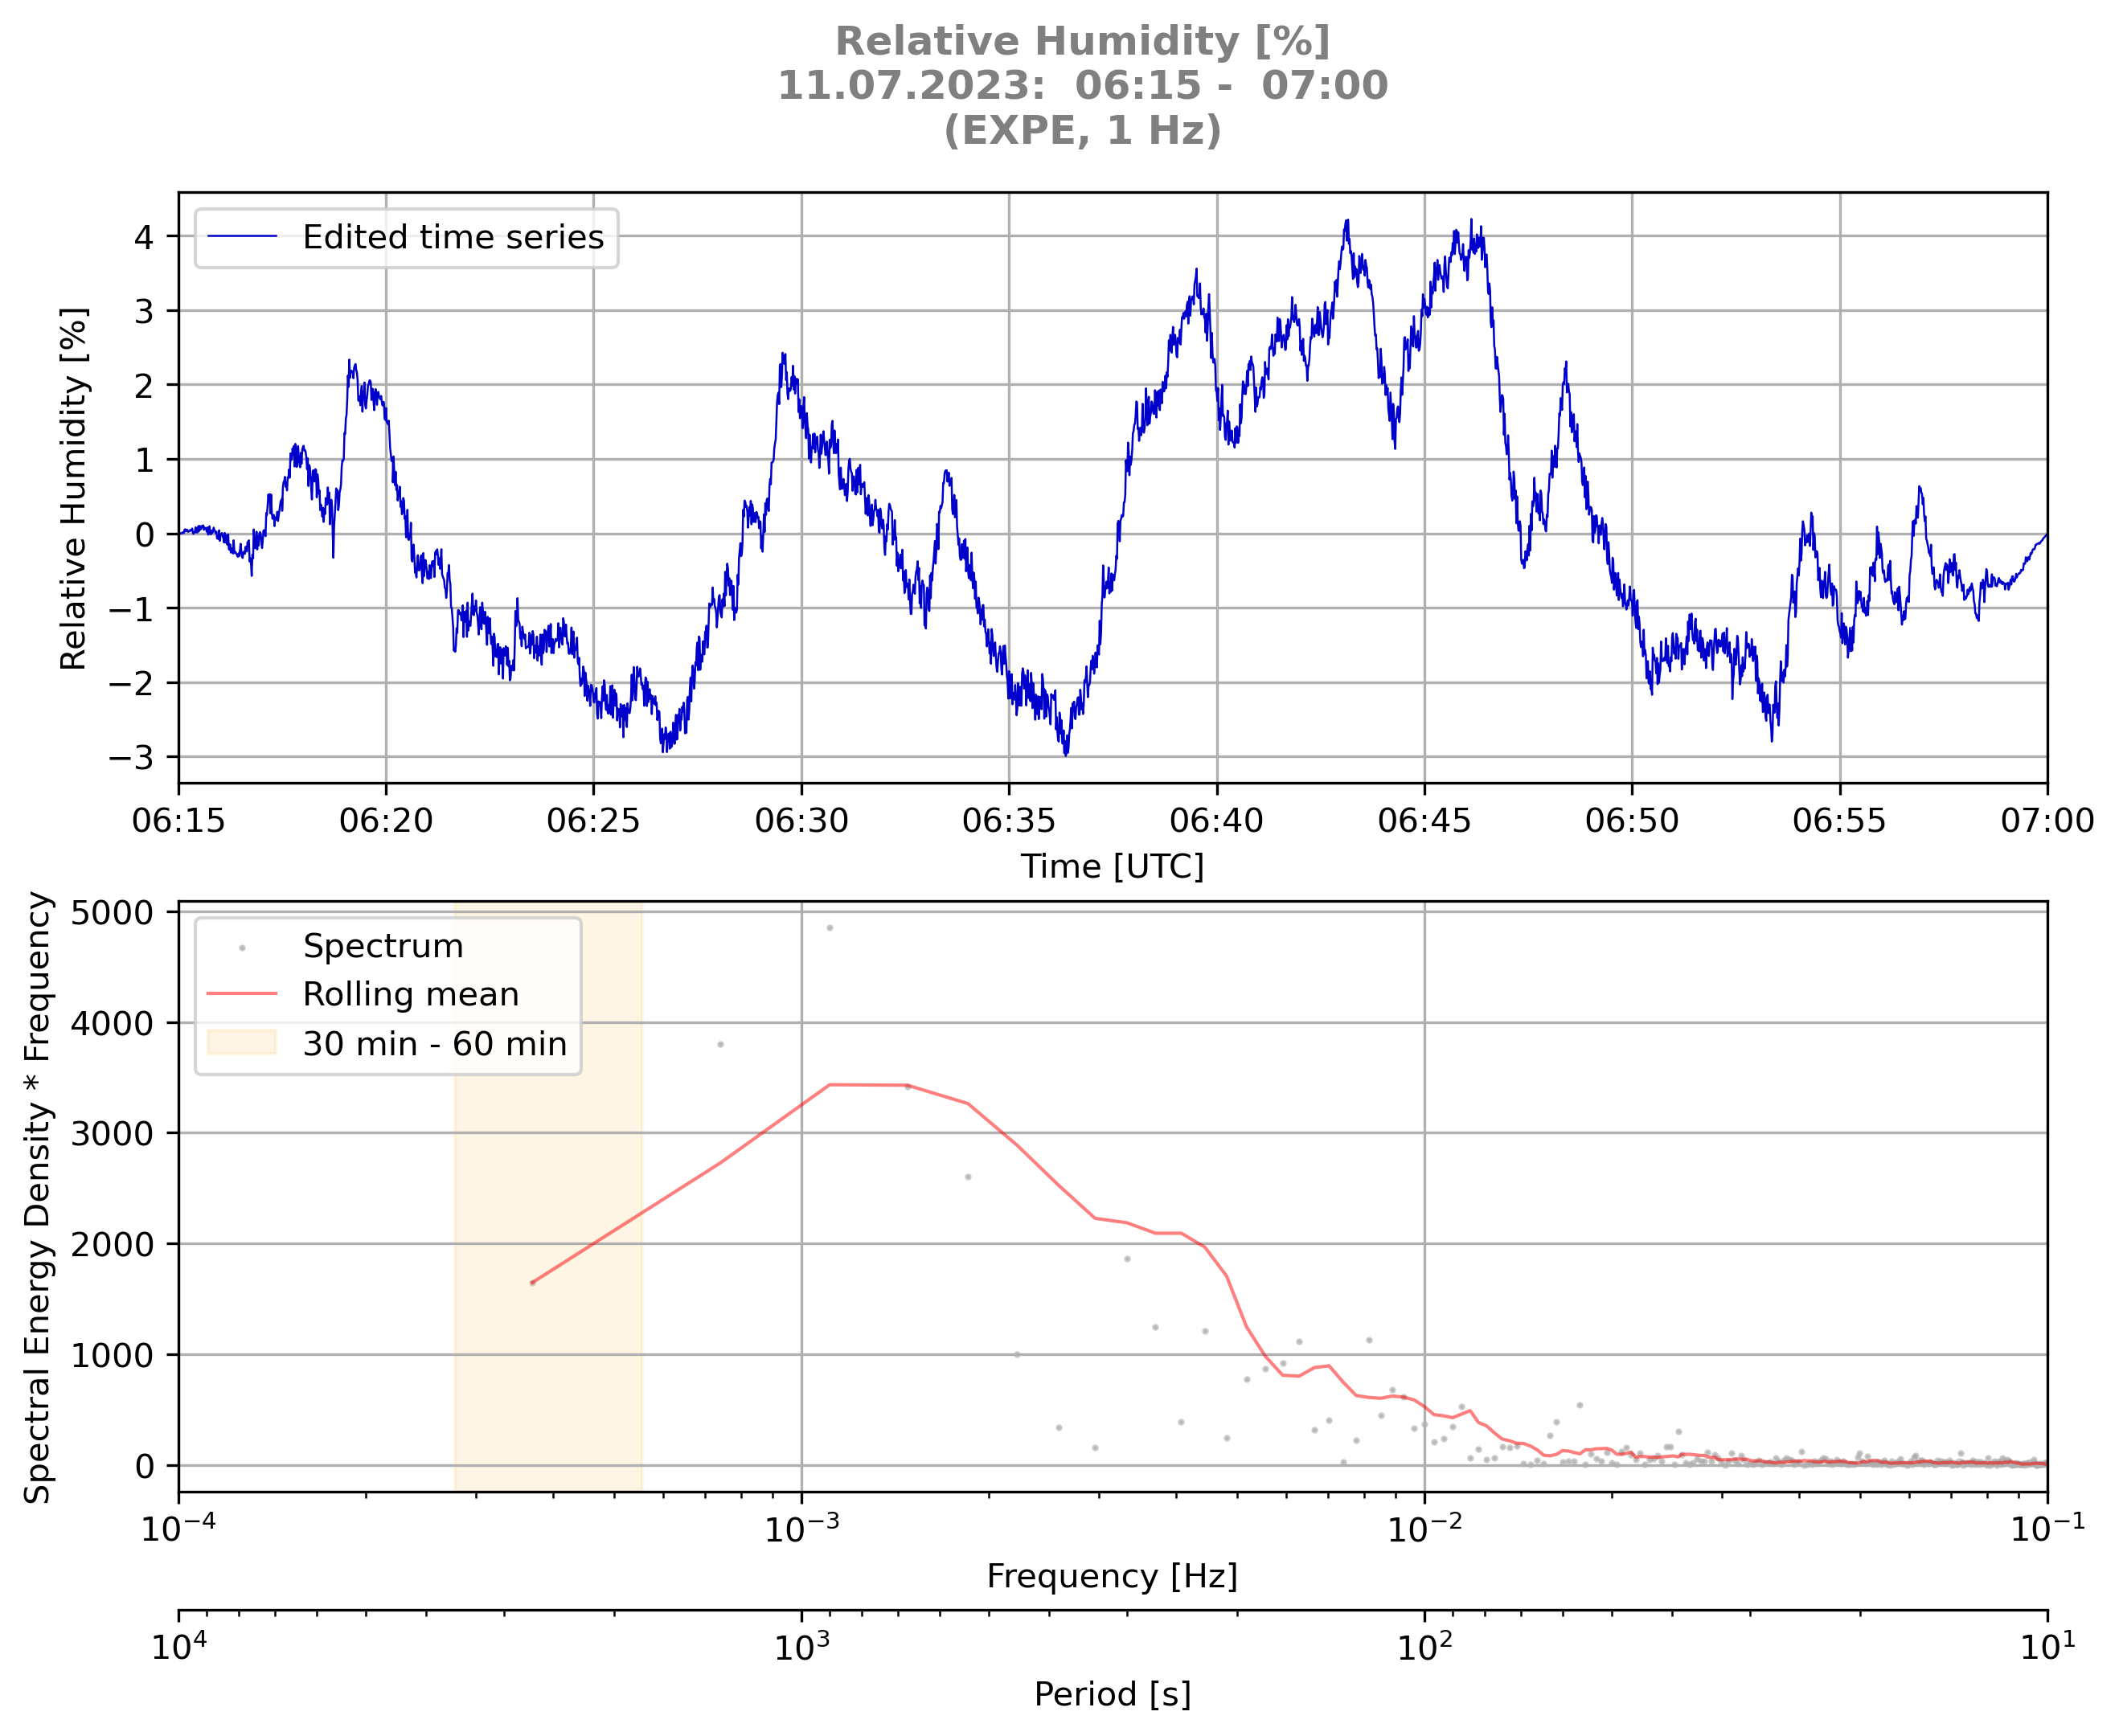 Relative Humidity [%]
11.07.2023:  06:15 -  07:00
(EXPE, 1 Hz)
Edited time series
Relative Humidity [%]
4
3
2
1
0
−1
−2
−3
06:15 06:20 06:25 06:30 06:35 06:40 06:45 06:50 06:55 07:00
Time [UTC]
Spectrum
Rolling mean
30 min - 60 min
Spectral Energy Density * Frequency
5000
4000
3000
2000
1000
0
10⁻⁴ 10⁻³ 10⁻² 10⁻¹
Frequency [Hz]
10⁴ 10³ 10² 10¹
Period [s]